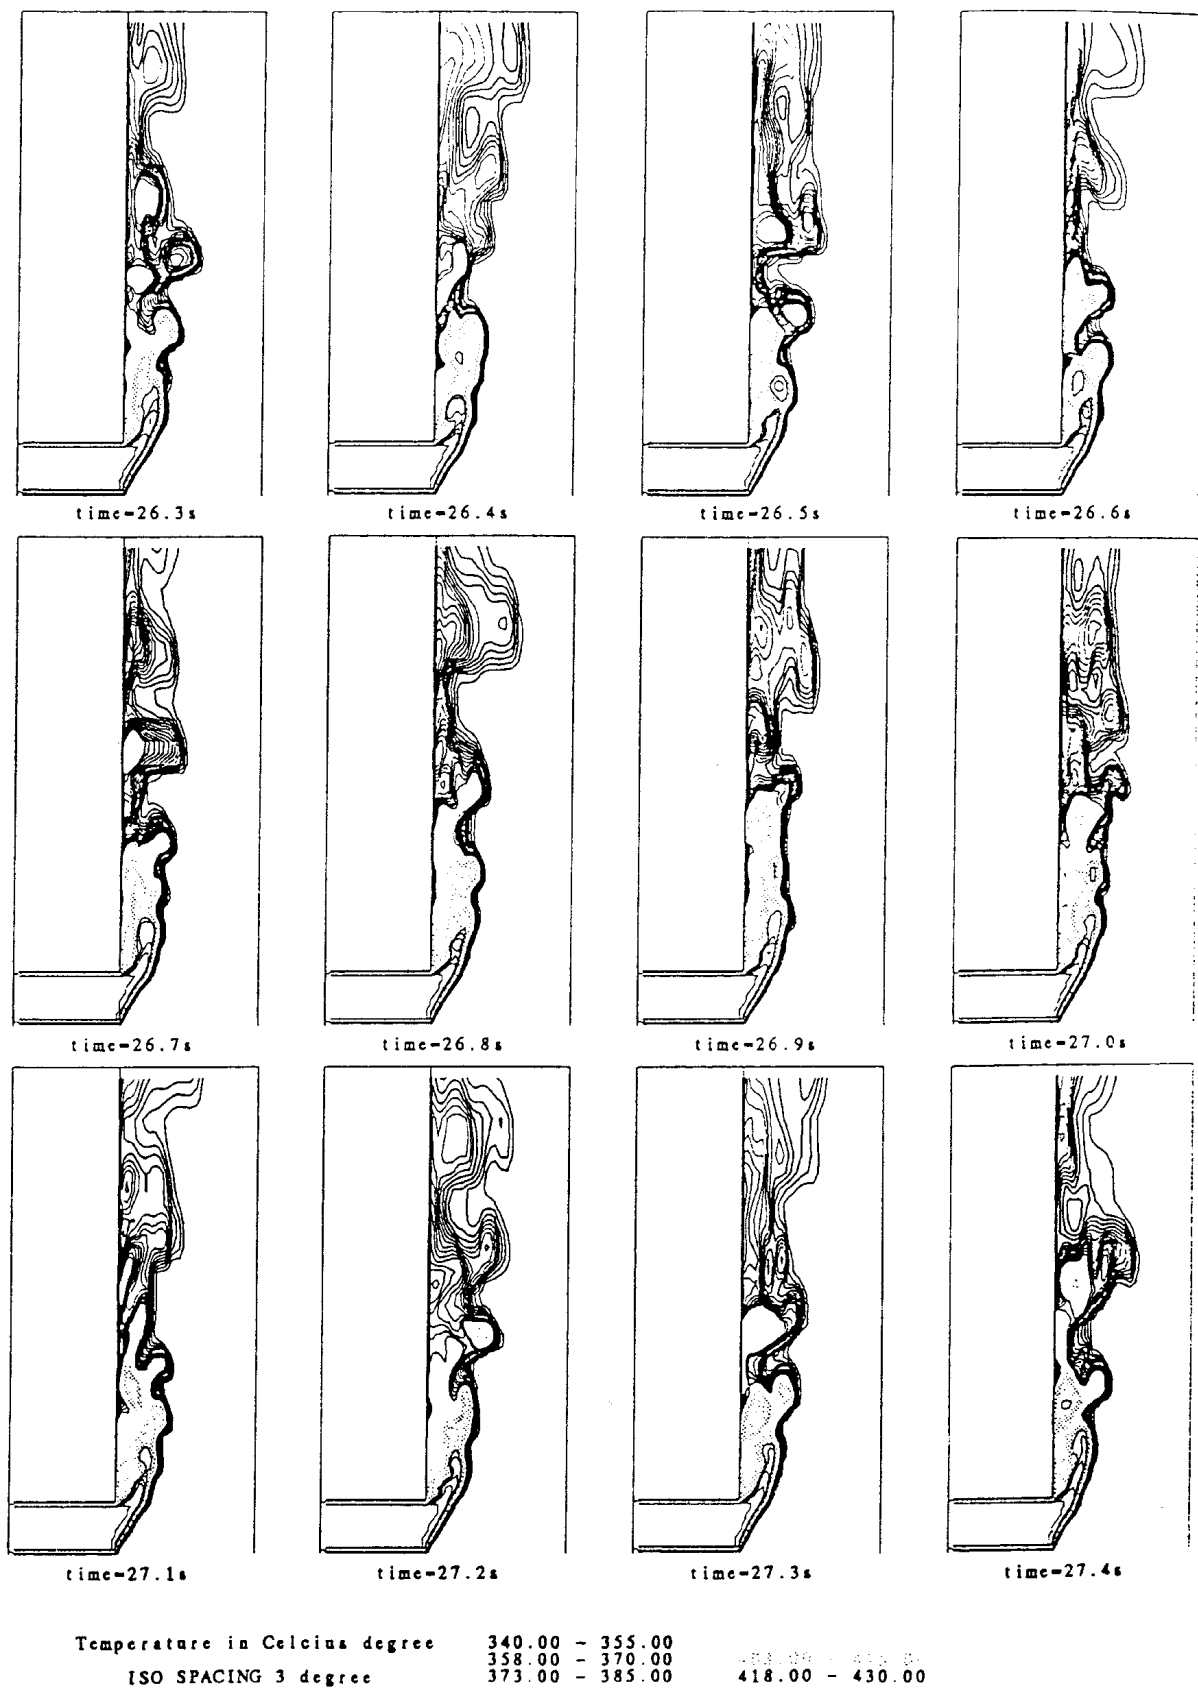 time=26.3s
time=26.4s
time=26.5s
time=26.6s
time=26.7s
time=26.8s
time=26.9s
time=27.0s
time=27.1s
time=27.2s
time=27.3s
time=27.4s
Temperature in Celcius degree 340.00 - 355.00
358.00 - 370.00
ISO SPACING 3 degree 373.00 - 385.00 418.00 - 430.00